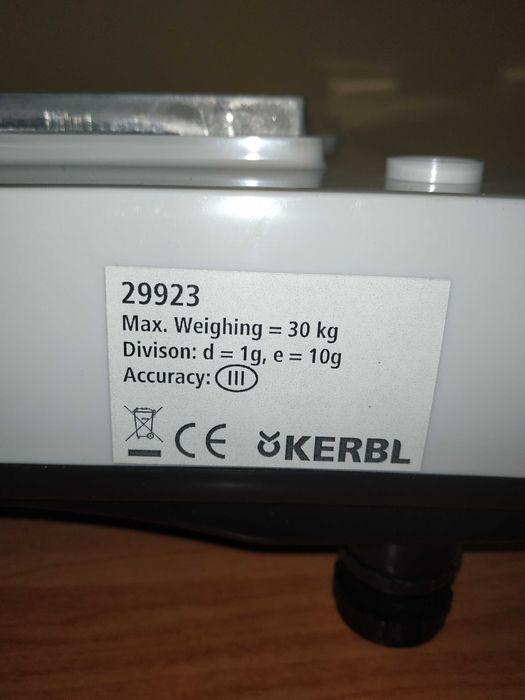 29923
Max. Weighing = 30 kg
Divison: d = 1g, e = 10g
Accuracy: III
CE KERBL